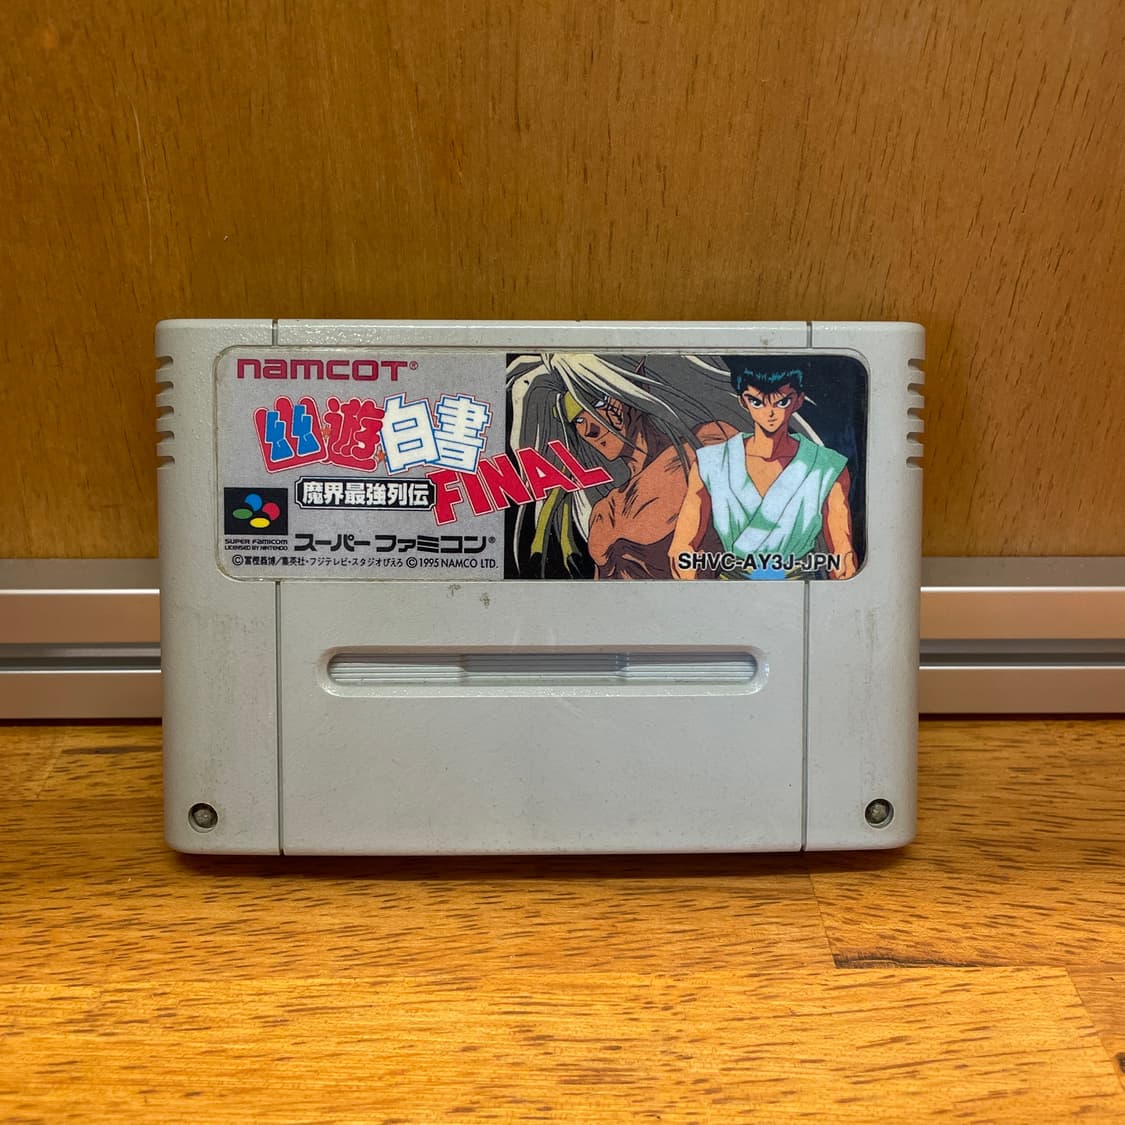 namcot®
幽遊白書
FINAL
魔界最強列伝
SUPER FAMICOM
LICENSED BY NINTENDO
スーパーファミコン®
©冨樫義博/集英社・フジテレビ・スタジオぴえろ ©1995 NAMCO LTD.
SHVC-AY3J-JPN